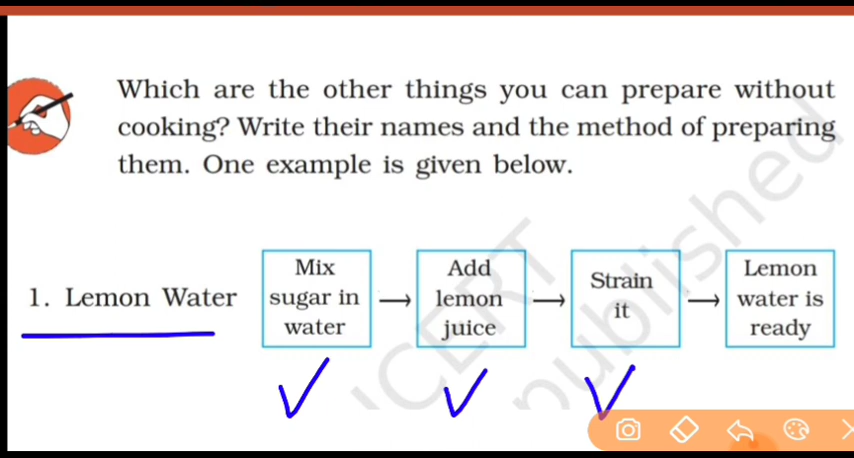 Which are the other things you can prepare without
cooking? Write their names and the method of preparing
them. One example is given below.
1. Lemon Water
Mix
sugar in
water
Add
lemon
juice
Strain
it
Lemon
water is
ready
published